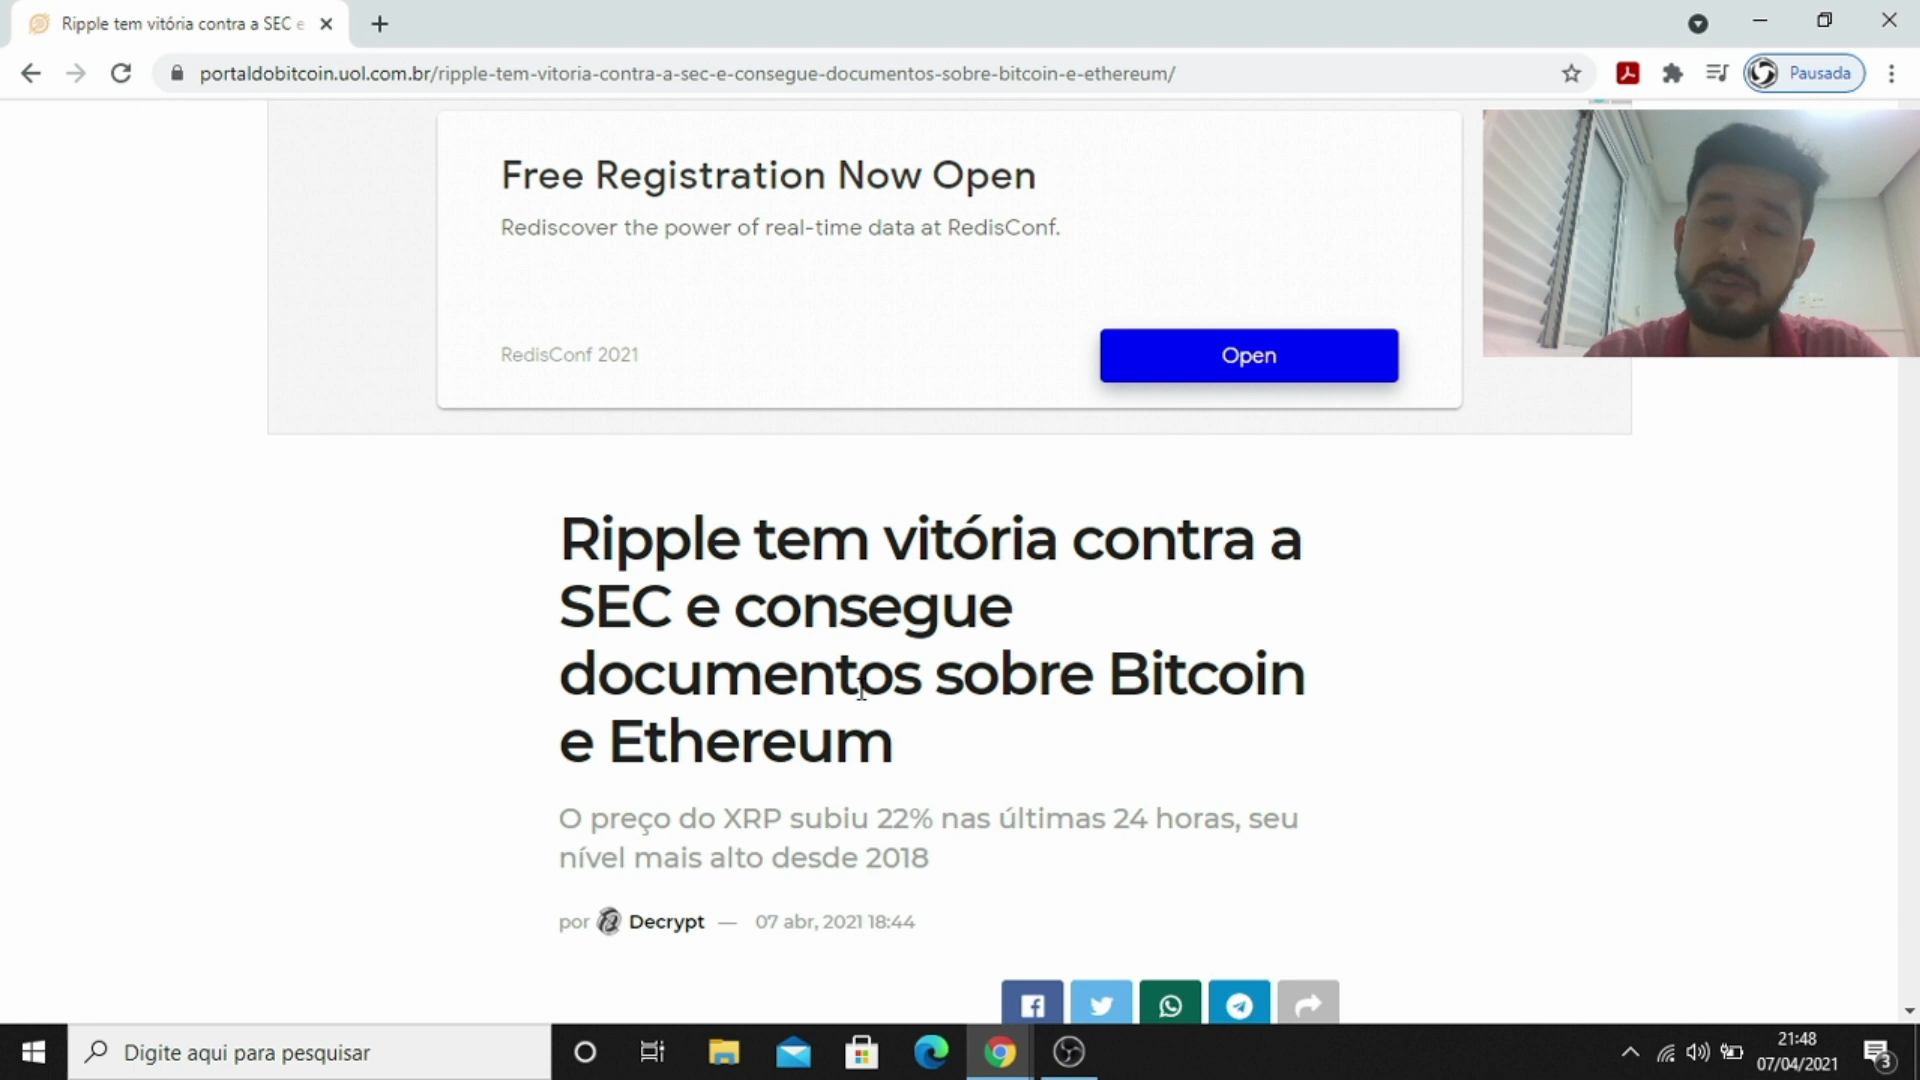 Ripple tem vitória contra a SEC e
portaldobitcoin.uol.com.br/ripple-tem-vitoria-contra-a-sec-e-consegue-documentos-sobre-bitcoin-e-ethereum/
Pausada
Free Registration Now Open
Rediscover the power of real-time data at RedisConf.
RedisConf 2021
Open
Ripple tem vitória contra a
SEC e consegue
documentos sobre Bitcoin
e Ethereum
O preço do XRP subiu 22% nas últimas 24 horas, seu
nível mais alto desde 2018
por Decrypt — 07 abr, 2021 18:44
Digite aqui para pesquisar
21:48
07/04/2021
3